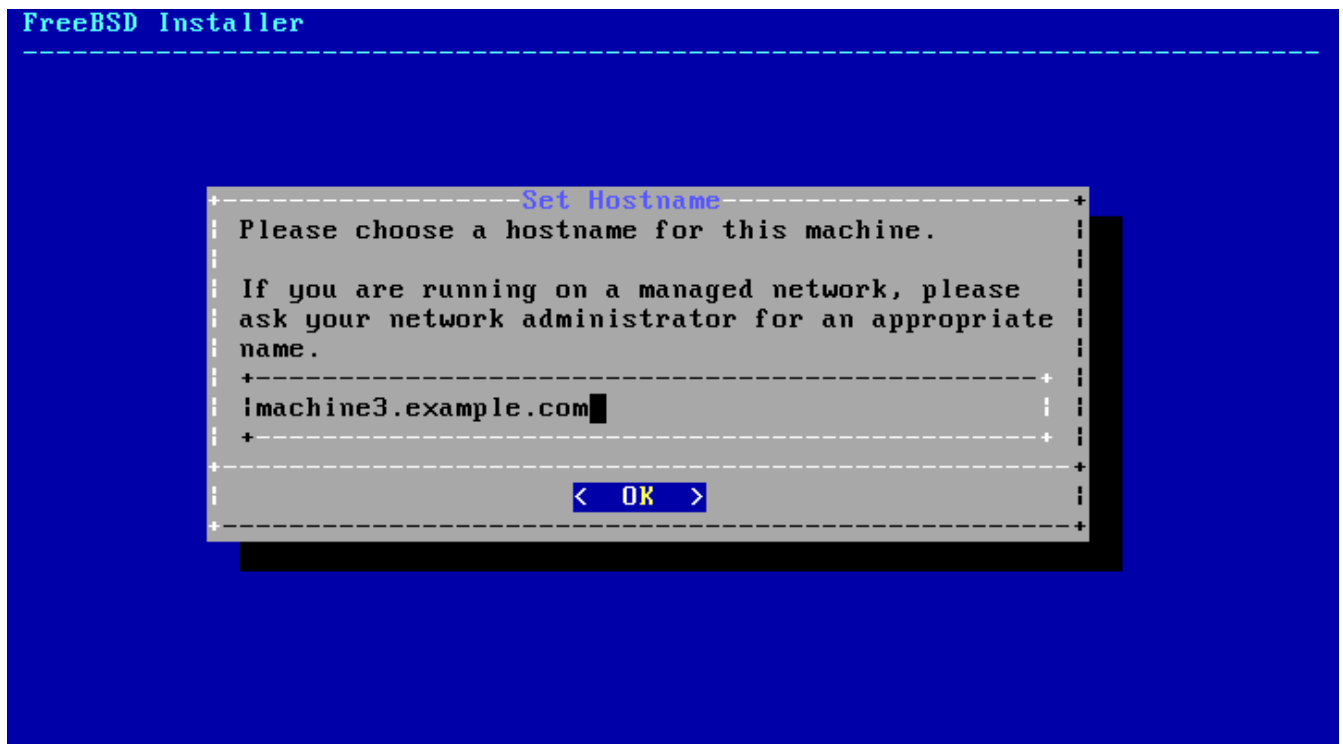 FreeBSD Installer
Set Hostname
Please choose a hostname for this machine.
If you are running on a managed network, please
ask your network administrator for an appropriate
name.
machine3.example.com
< OK >